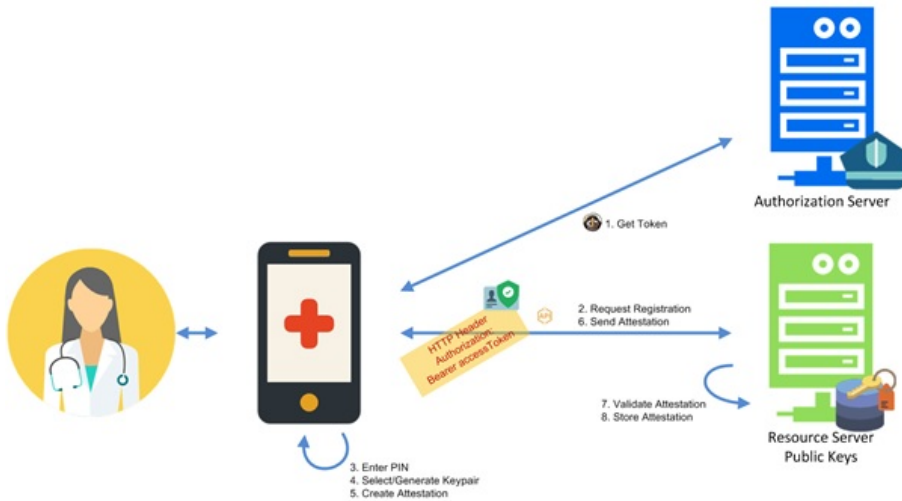 Authorization Server
1. Get Token
API
2. Request Registration
6. Send Attestation
HTTP Header
Authorization:
Bearer accessToken
7. Validate Attestation
8. Store Attestation
Resource Server
Public Keys
3. Enter PIN
4. Select/Generate Keypair
5. Create Attestation